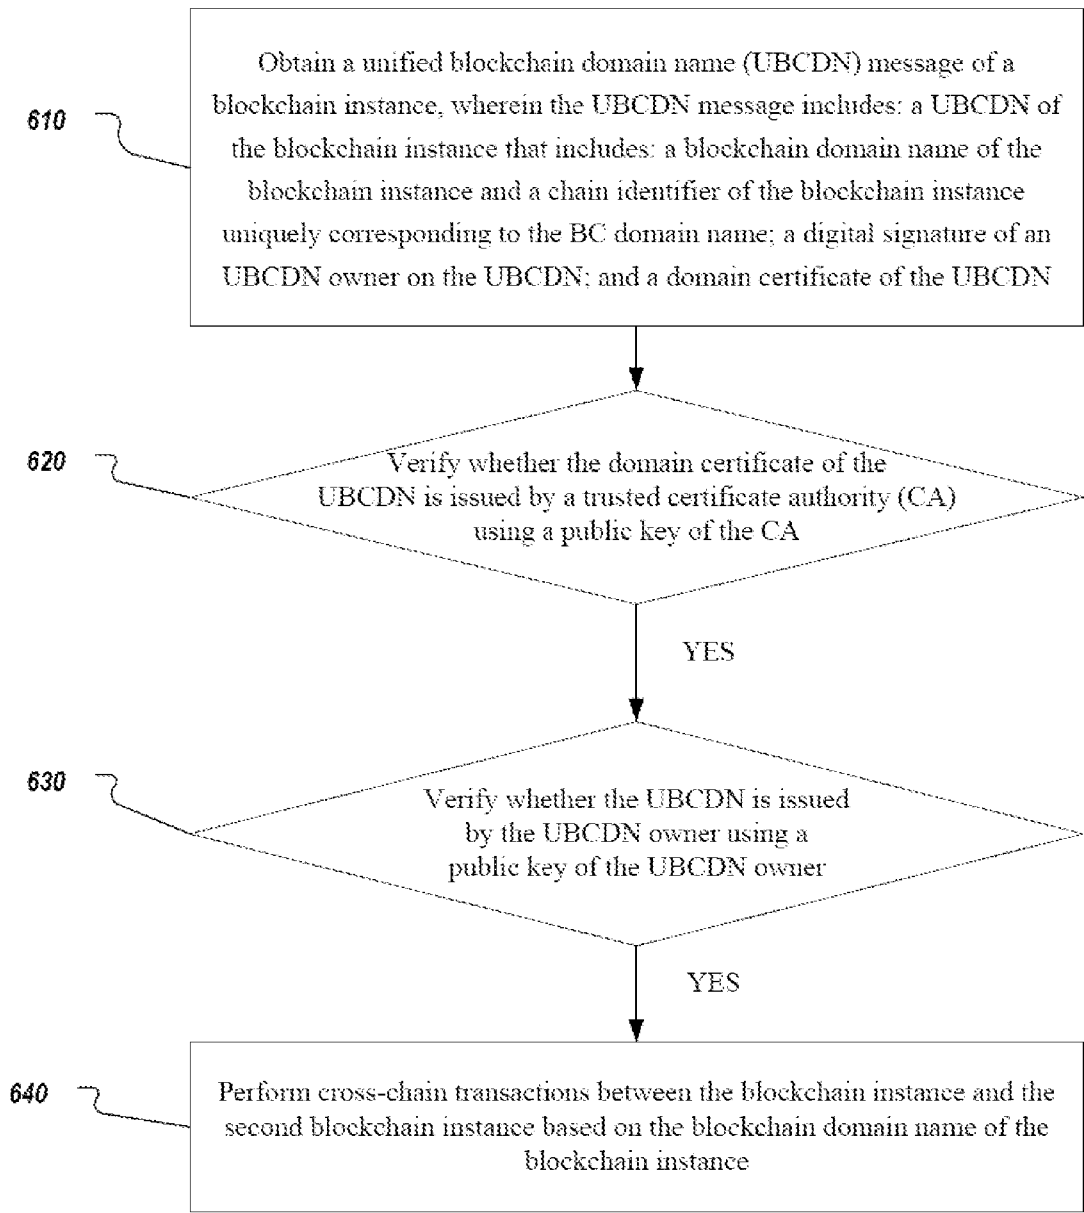 610
Obtain a unified blockchain domain name (UBCDN) message of a
blockchain instance, wherein the UBCDN message includes: a UBCDN of
the blockchain instance that includes: a blockchain domain name of the
blockchain instance and a chain identifier of the blockchain instance
uniquely corresponding to the BC domain name; a digital signature of an
UBCDN owner on the UBCDN; and a domain certificate of the UBCDN
620
Verify whether the domain certificate of the
UBCDN is issued by a trusted certificate authority (CA)
using a public key of the CA
YES
630
Verify whether the UBCDN is issued
by the UBCDN owner using a
public key of the UBCDN owner
YES
640
Perform cross-chain transactions between the blockchain instance and the
second blockchain instance based on the blockchain domain name of the
blockchain instance